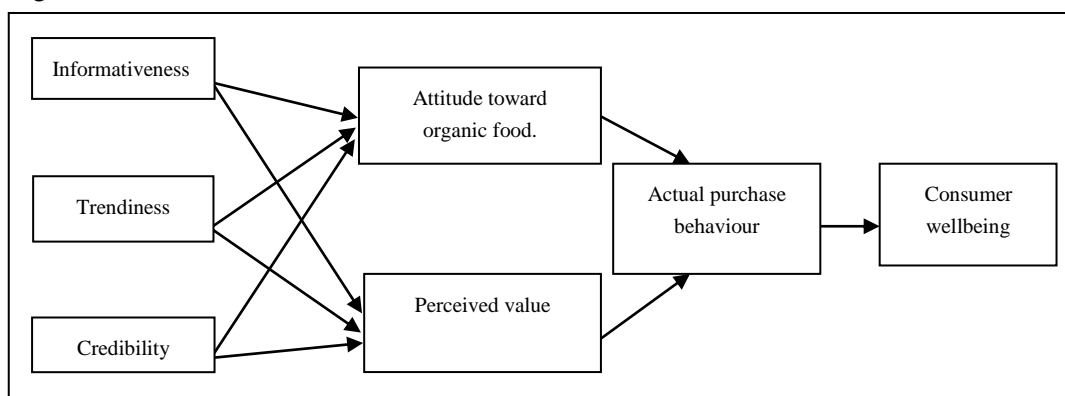 Informativeness
Trendiness
Credibility
Attitude toward
organic food.
Perceived value
Actual purchase
behaviour
Consumer
wellbeing